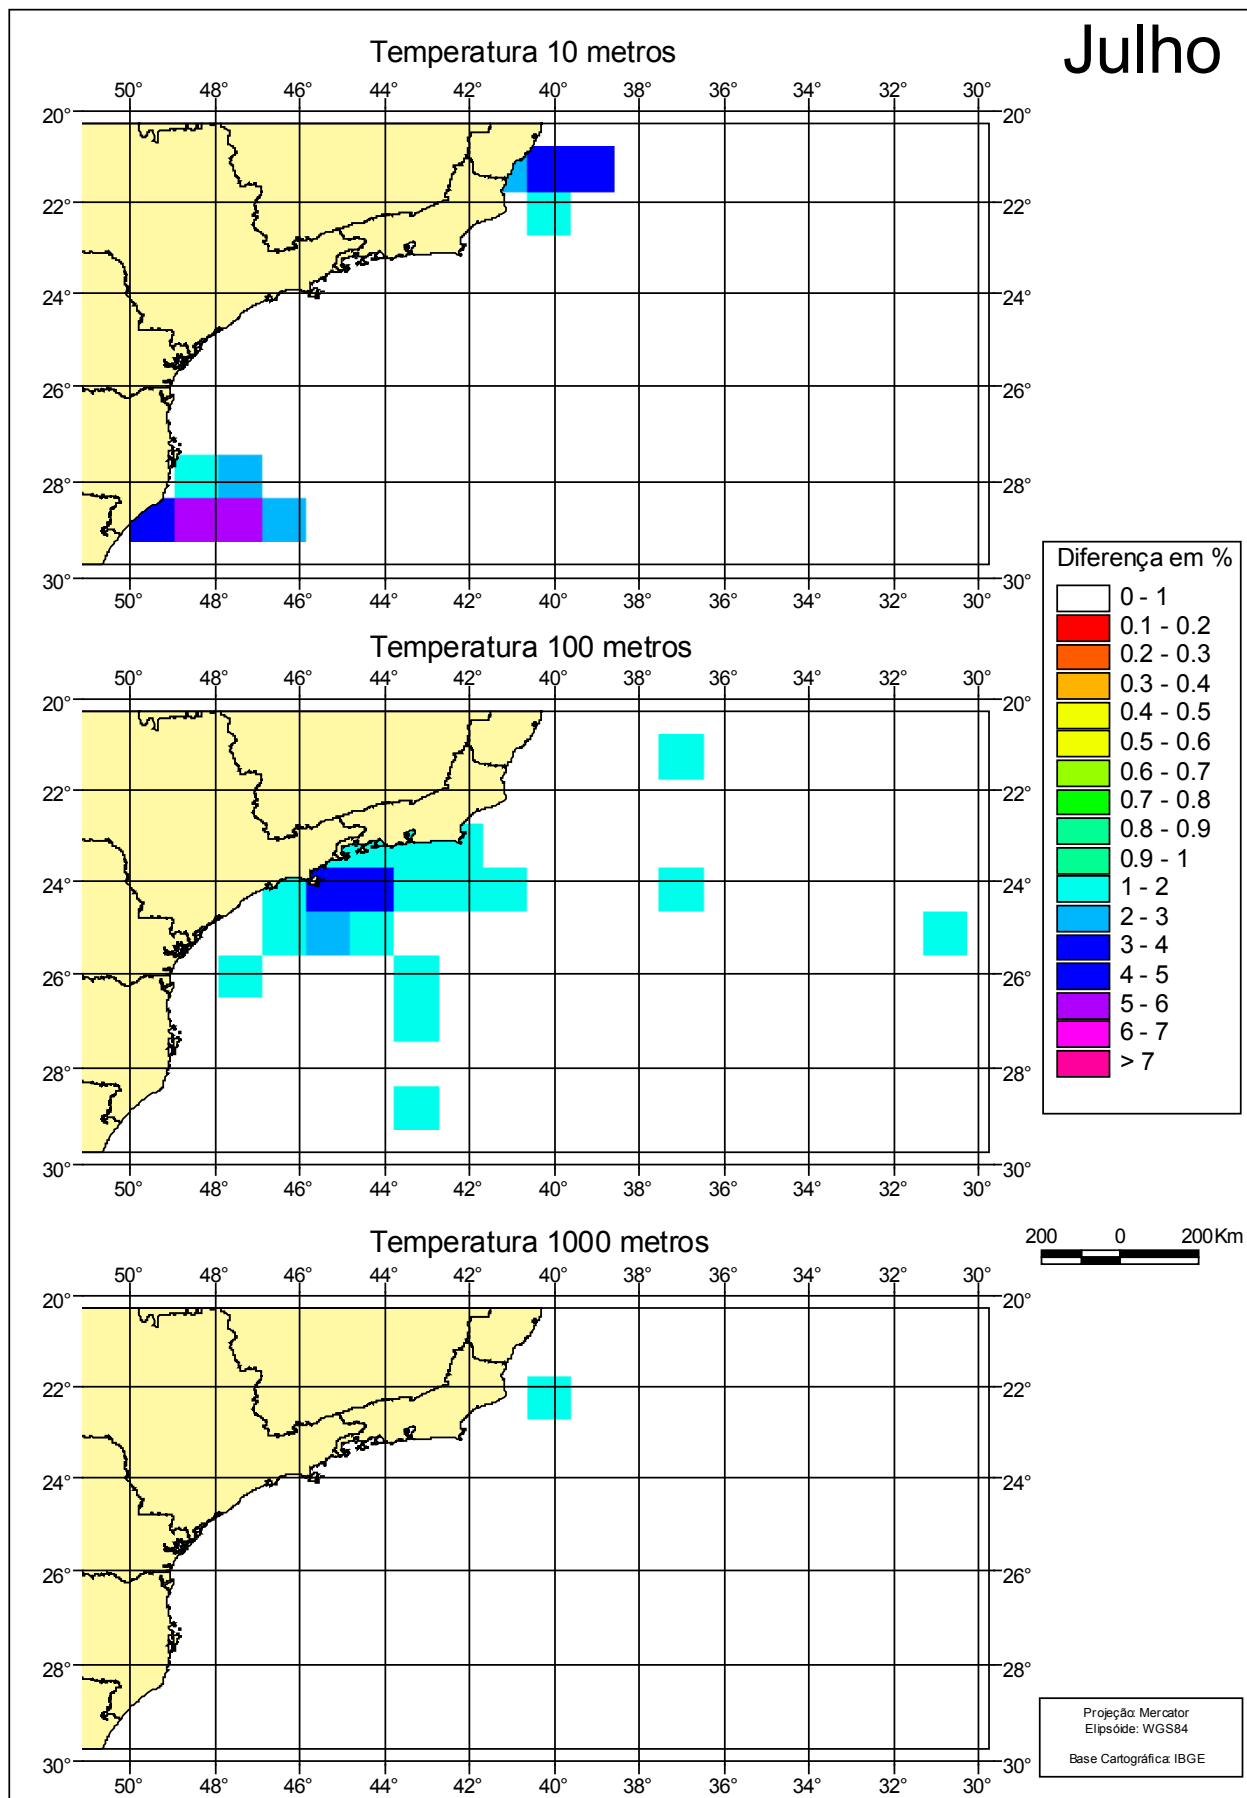 Julho
Temperatura 10 metros
50° 48° 46° 44° 42° 40° 38° 36° 34° 32° 30°
20° 20°
22° 22°
24° 24°
26° 26°
28° 28°
30° 30°
50° 48° 46° 44° 42° 40° 38° 36° 34° 32° 30°
Temperatura 100 metros
50° 48° 46° 44° 42° 40° 38° 36° 34° 32° 30°
20° 20°
22° 22°
24° 24°
26° 26°
28° 28°
30° 30°
50° 48° 46° 44° 42° 40° 38° 36° 34° 32° 30°
Diferença em %
0 - 1
0.1 - 0.2
0.2 - 0.3
0.3 - 0.4
0.4 - 0.5
0.5 - 0.6
0.6 - 0.7
0.7 - 0.8
0.8 - 0.9
0.9 - 1
1 - 2
2 - 3
3 - 4
4 - 5
5 - 6
6 - 7
> 7
Temperatura 1000 metros
200 0 200Km
50° 48° 46° 44° 42° 40° 38° 36° 34° 32° 30°
20° 20°
22° 22°
24° 24°
26° 26°
28° 28°
30° 30°
50° 48° 46° 44° 42° 40° 38° 36° 34° 32° 30°
Projeção: Mercator
Elipsóide: WGS84
Base Cartográfica: IBGE